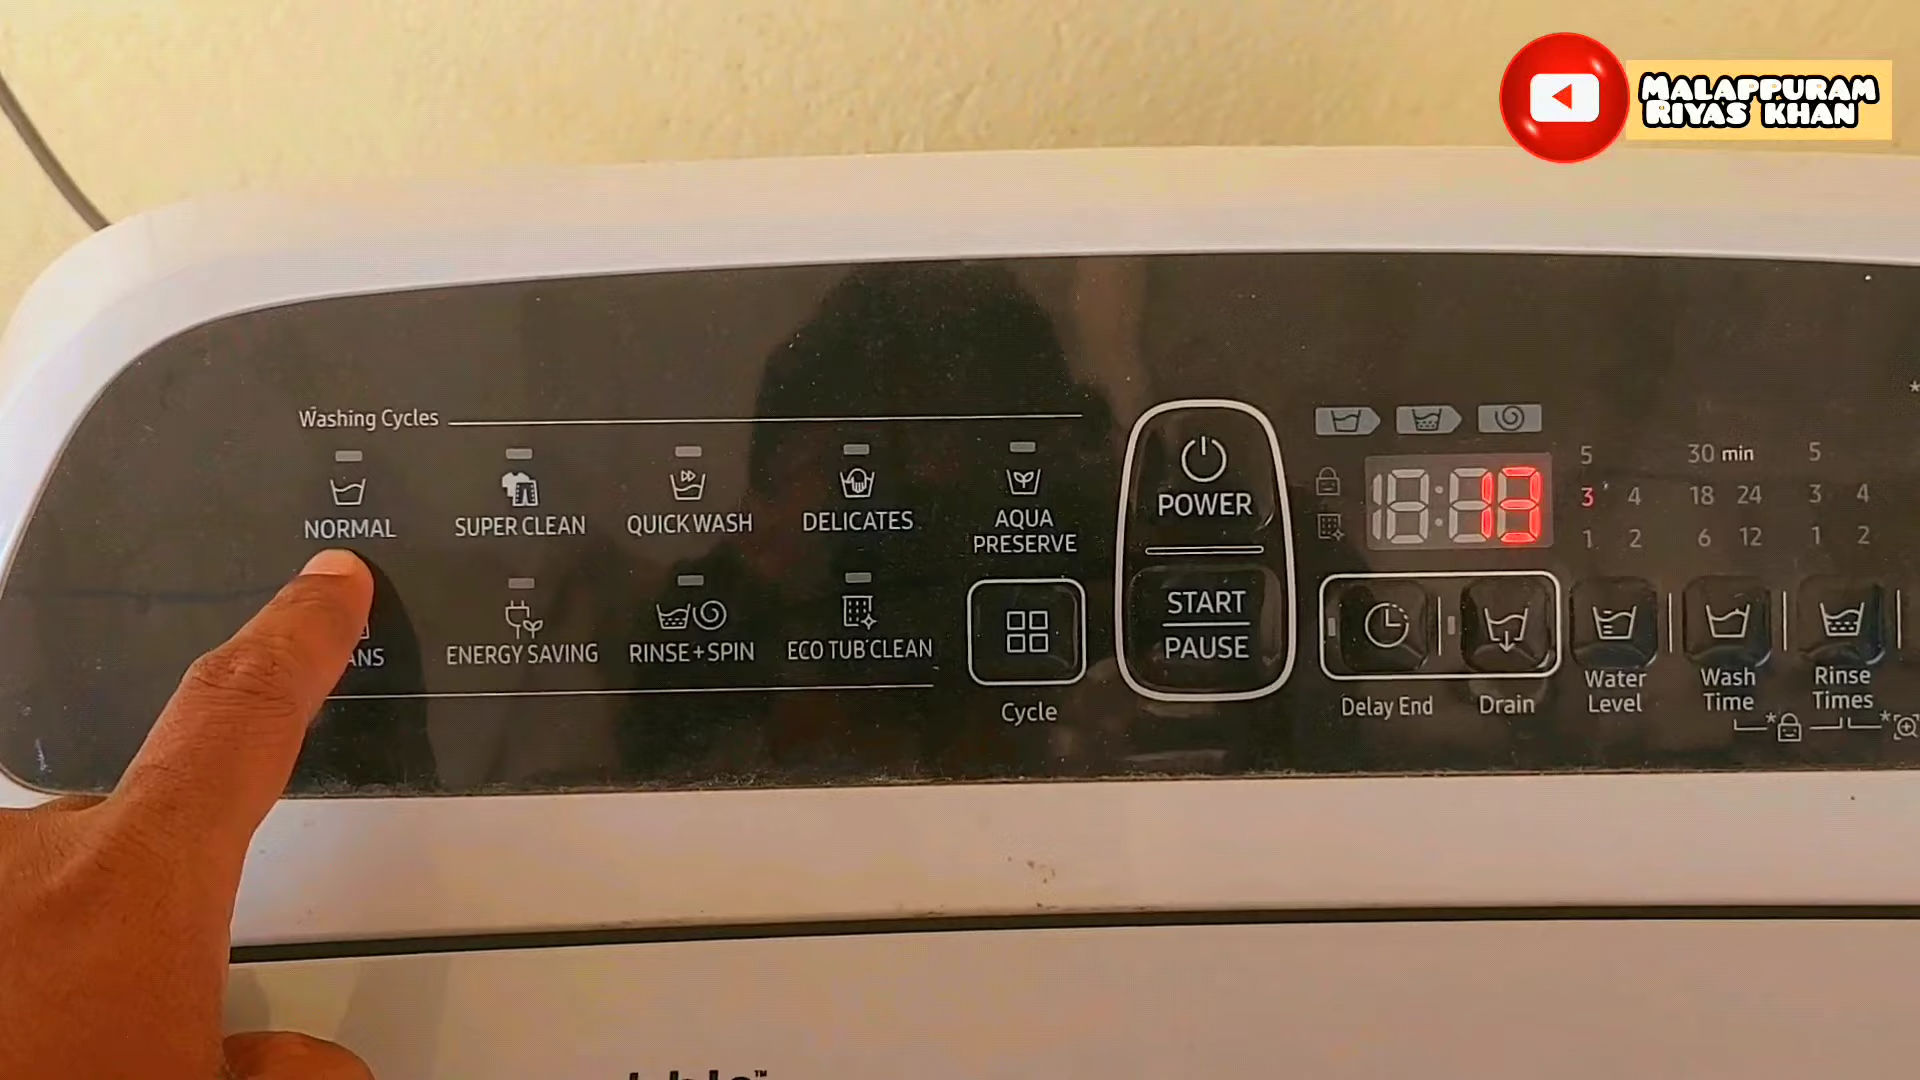 MALAPPURAM
RIYAS KHAN
Washing Cycles
NORMAL
SUPER CLEAN
QUICK WASH
DELICATES
AQUA
PRESERVE
ENERGY SAVING
RINSE+SPIN
ECO TUB CLEAN
Cycle
POWER
START
PAUSE
13
5
3 4
1 2
30 min
18 24
6 12
5
3 4
1 2
Delay End
Drain
Water
Level
Wash
Time
Rinse
Times